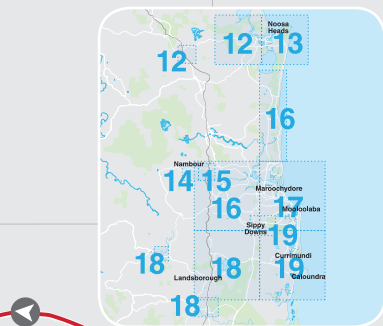 Noosa
Heads
12
13
12
16
Nambour
14
15
Maroochydore
16
17
Mooloolaba
Sippy
Downs
19
Currimundi
18
18
19
Caloundra
Landsborough
18